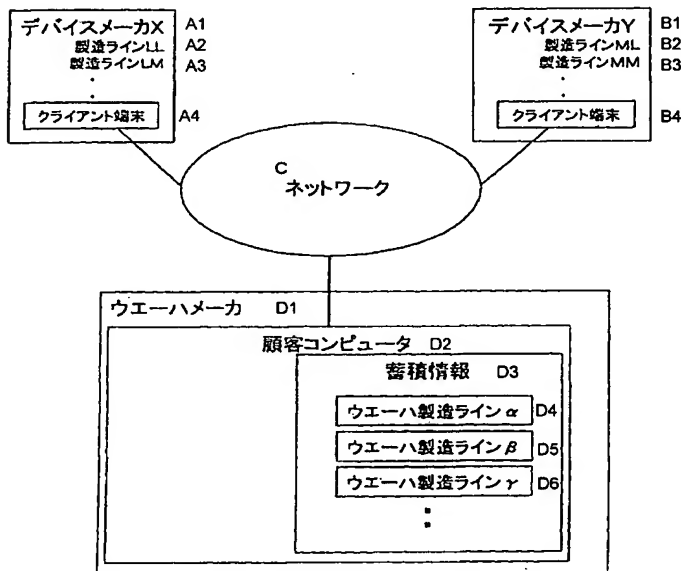 デバイスメーカX A1
製造ラインLL A2
製造ラインLM A3
クライアント端末 A4
デバイスメーカY B1
製造ラインML B2
製造ラインMM B3
クライアント端末 B4
C
ネットワーク
ウエーハメーカ D1
顧客コンピュータ D2
蓄積情報 D3
ウエーハ製造ラインα D4
ウエーハ製造ラインβ D5
ウエーハ製造ラインγ D6